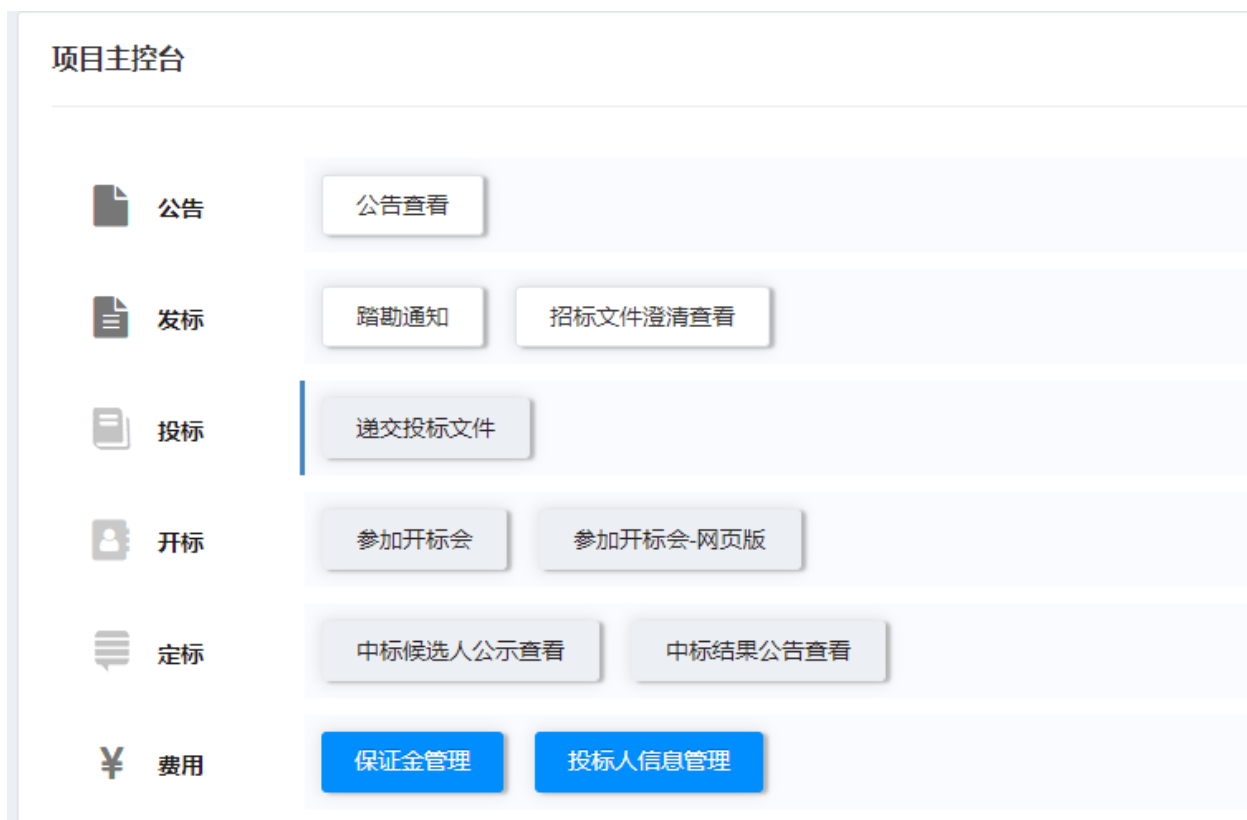 项目主控台
公告 公告查看
发标 踏勘通知 招标文件澄清查看
投标 递交投标文件
开标 参加开标会 参加开标会-网页版
定标 中标候选人公示查看 中标结果公告查看
¥ 费用 保证金管理 投标人信息管理